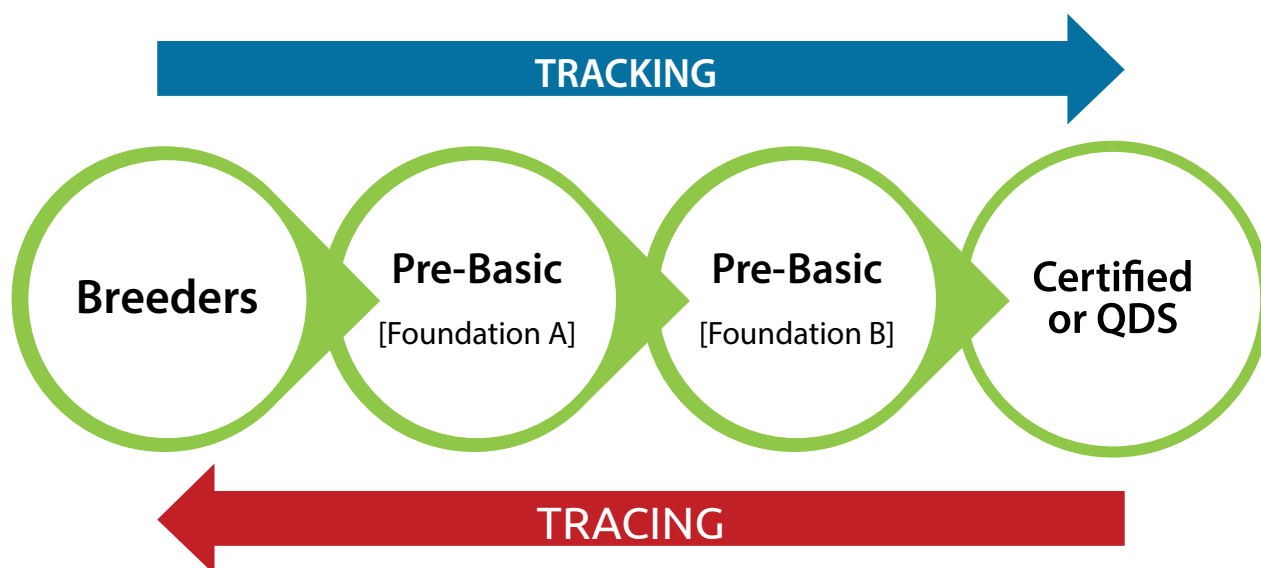 TRACKING
Breeders
Pre-Basic
[Foundation A]
Pre-Basic
[Foundation B]
Certified
or QDS
TRACING